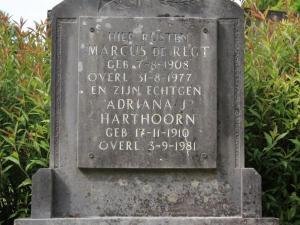 HIER RUSTEN
MARCUS DE REGT
GEB 7-8-1908
OVERL 31-8-1977
EN ZIJN ECHTGEN
ADRIANA J
HARTHOORN
GEB 17-11-1910
OVERL 3-9-1981